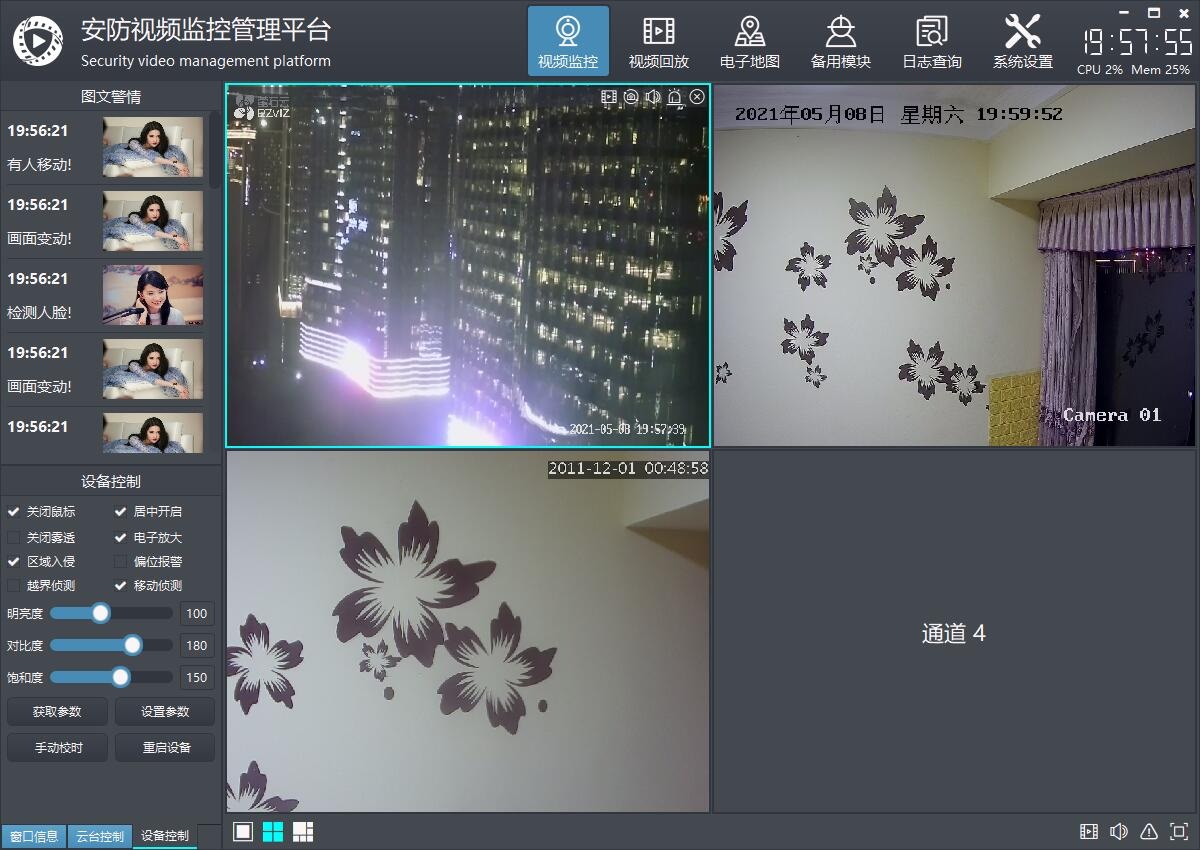 安防视频监控管理平台
Security video management platform
视频监控
视频回放
电子地图
备用模块
日志查询
系统设置
19:57:55
CPU 2% Mem 25%
图文警情
19:56:21
有人移动!
19:56:21
画面变动!
19:56:21
检测人脸!
19:56:21
画面变动!
19:56:21
设备控制
关闭鼠标
居中开启
关闭雾透
电子放大
区域入侵
偏位报警
越界侦测
移动侦测
明亮度 100
对比度 180
饱和度 150
获取参数
设置参数
手动校时
重启设备
窗口信息
云台控制
设备控制
萤石云
EZVIZ
2021-05-08 19:57:39
2021年05月08日 星期六 19:59:52
Camera 01
2011-12-01 00:48:58
通道 4